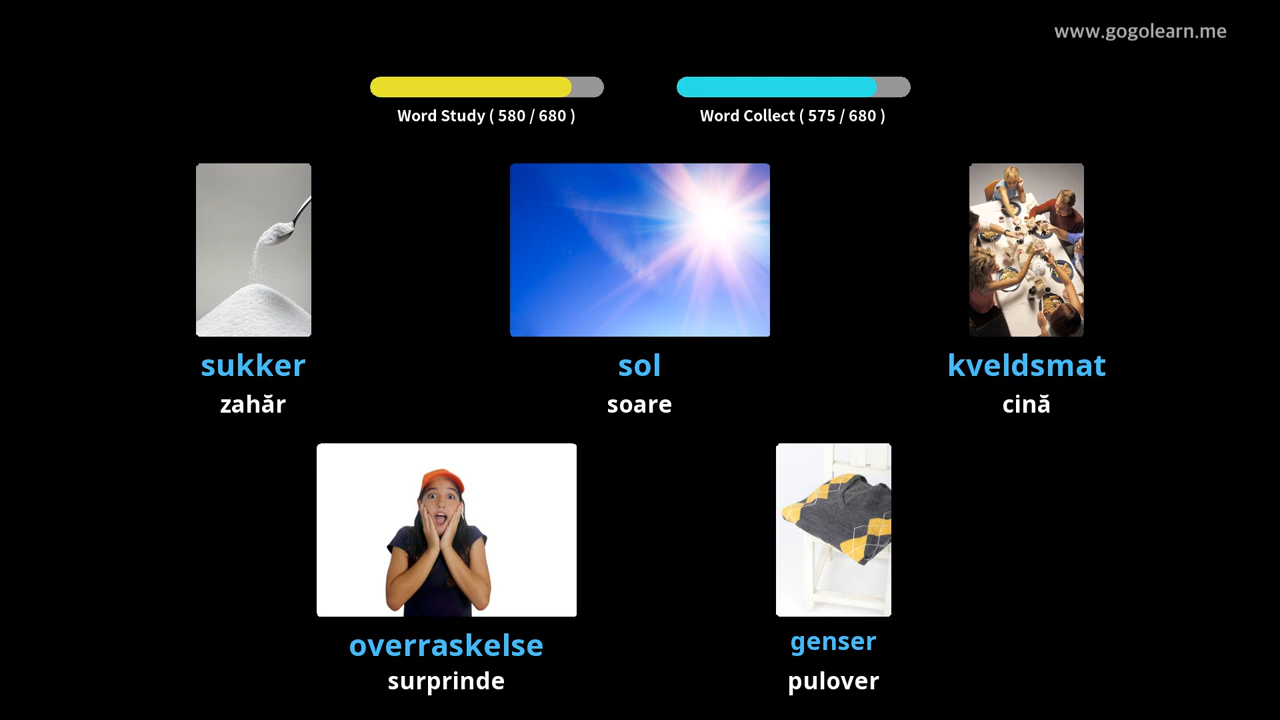 www.gogolearn.me
Word Study ( 580 / 680 )
Word Collect ( 575 / 680 )
sukker
zahăr
sol
soare
kveldsmat
cină
overraskelse
surprinde
genser
pulover